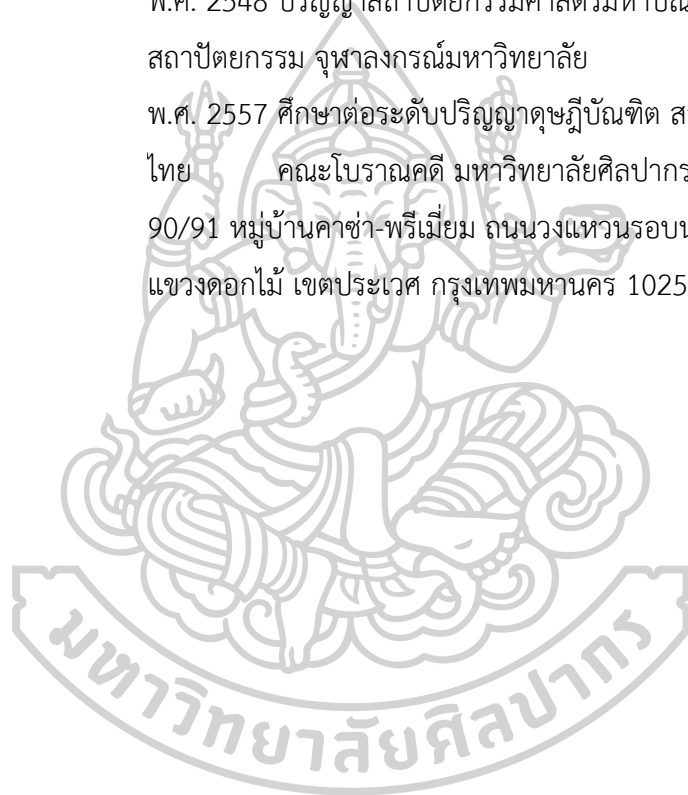 พ.ศ. 2548
สถาปัตยกรรม จุฬาลงกรณ์มหาวิทยาลัย
พ.ศ. 2557 ศึกษาต่อระดับปริญญาดุษฎีบัณฑิต
ไทย คณะโบราณคดี มหาวิทยาลัยศิลปากร
90/91 หมู่บ้านคาซ่า-พรีเมี่ยม ถนนวงแหวนรอบน
แขวงดอกไม้ เขตประเวศ กรุงเทพมหานคร 1025
มหาวิทยาลัยศิลปากร